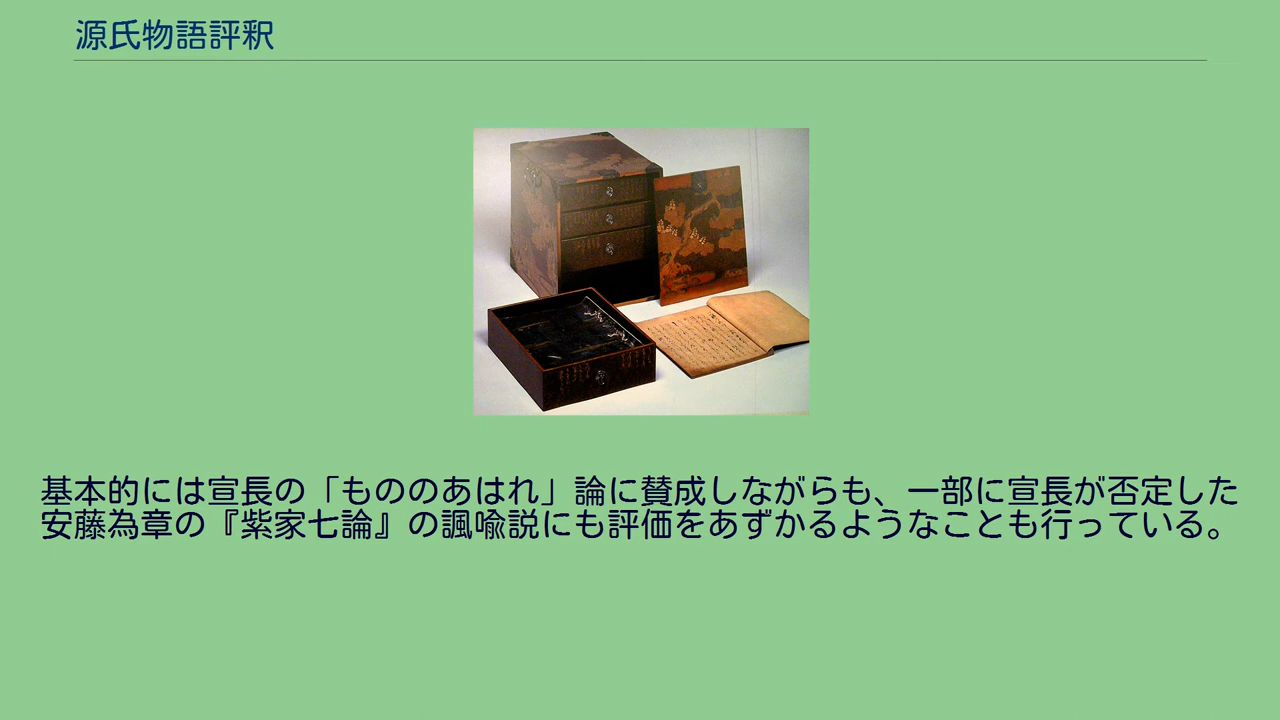 源氏物語評釈
基本的には宣長の「もののあはれ」論に賛成しながらも、一部に宣長が否定した
安藤為章の『紫家七論』の諷喩説にも評価をあずかるようなことも行っている。